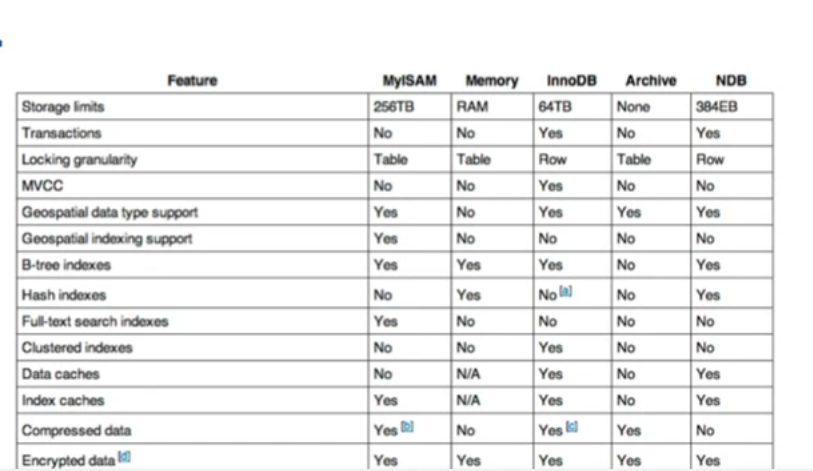 Feature MyISAM Memory InnoDB Archive NDB
Storage limits 256TB RAM 64TB None 384EB
Transactions No No Yes No Yes
Locking granularity Table Table Row Table Row
MVCC No No Yes No No
Geospatial data type support Yes No Yes Yes Yes
Geospatial indexing support Yes No No No No
B-tree indexes Yes Yes Yes No Yes
Hash indexes No Yes No [a] No Yes
Full-text search indexes Yes No No No No
Clustered indexes No No Yes No No
Data caches No N/A Yes No Yes
Index caches Yes N/A Yes No Yes
Compressed data Yes [b] No Yes [c] Yes No
Encrypted data [d] Yes Yes Yes Yes Yes